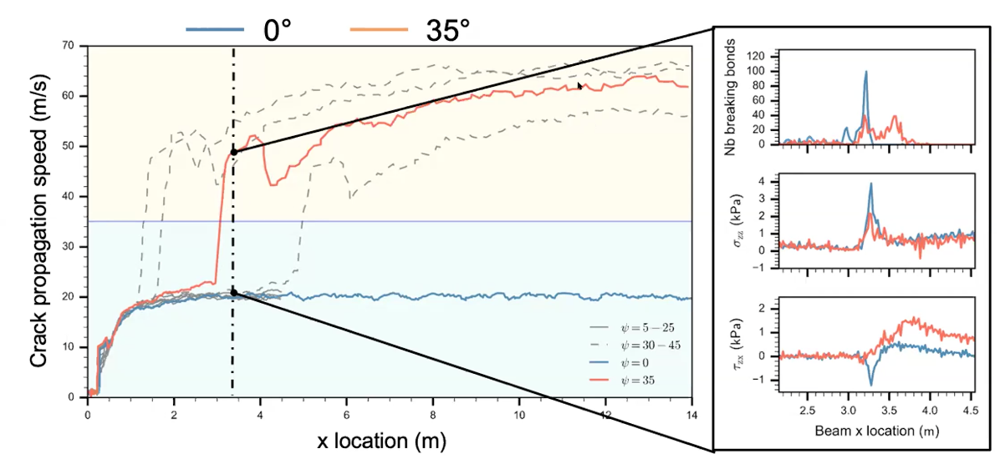 0° 35°
Crack propagation speed (m/s)
70
60
50
40
30
20
10
0
0 2 4 6 8 10 12 14
x location (m)
ψ = 5 − 25
ψ = 30 − 45
ψ = 0
ψ = 35
Nb breaking bonds
120
100
80
60
40
20
0
σzz (kPa)
4
3
2
1
0
−1
τzx (kPa)
2
1
0
−1
2.5 3.0 3.5 4.0 4.5
Beam x location (m)